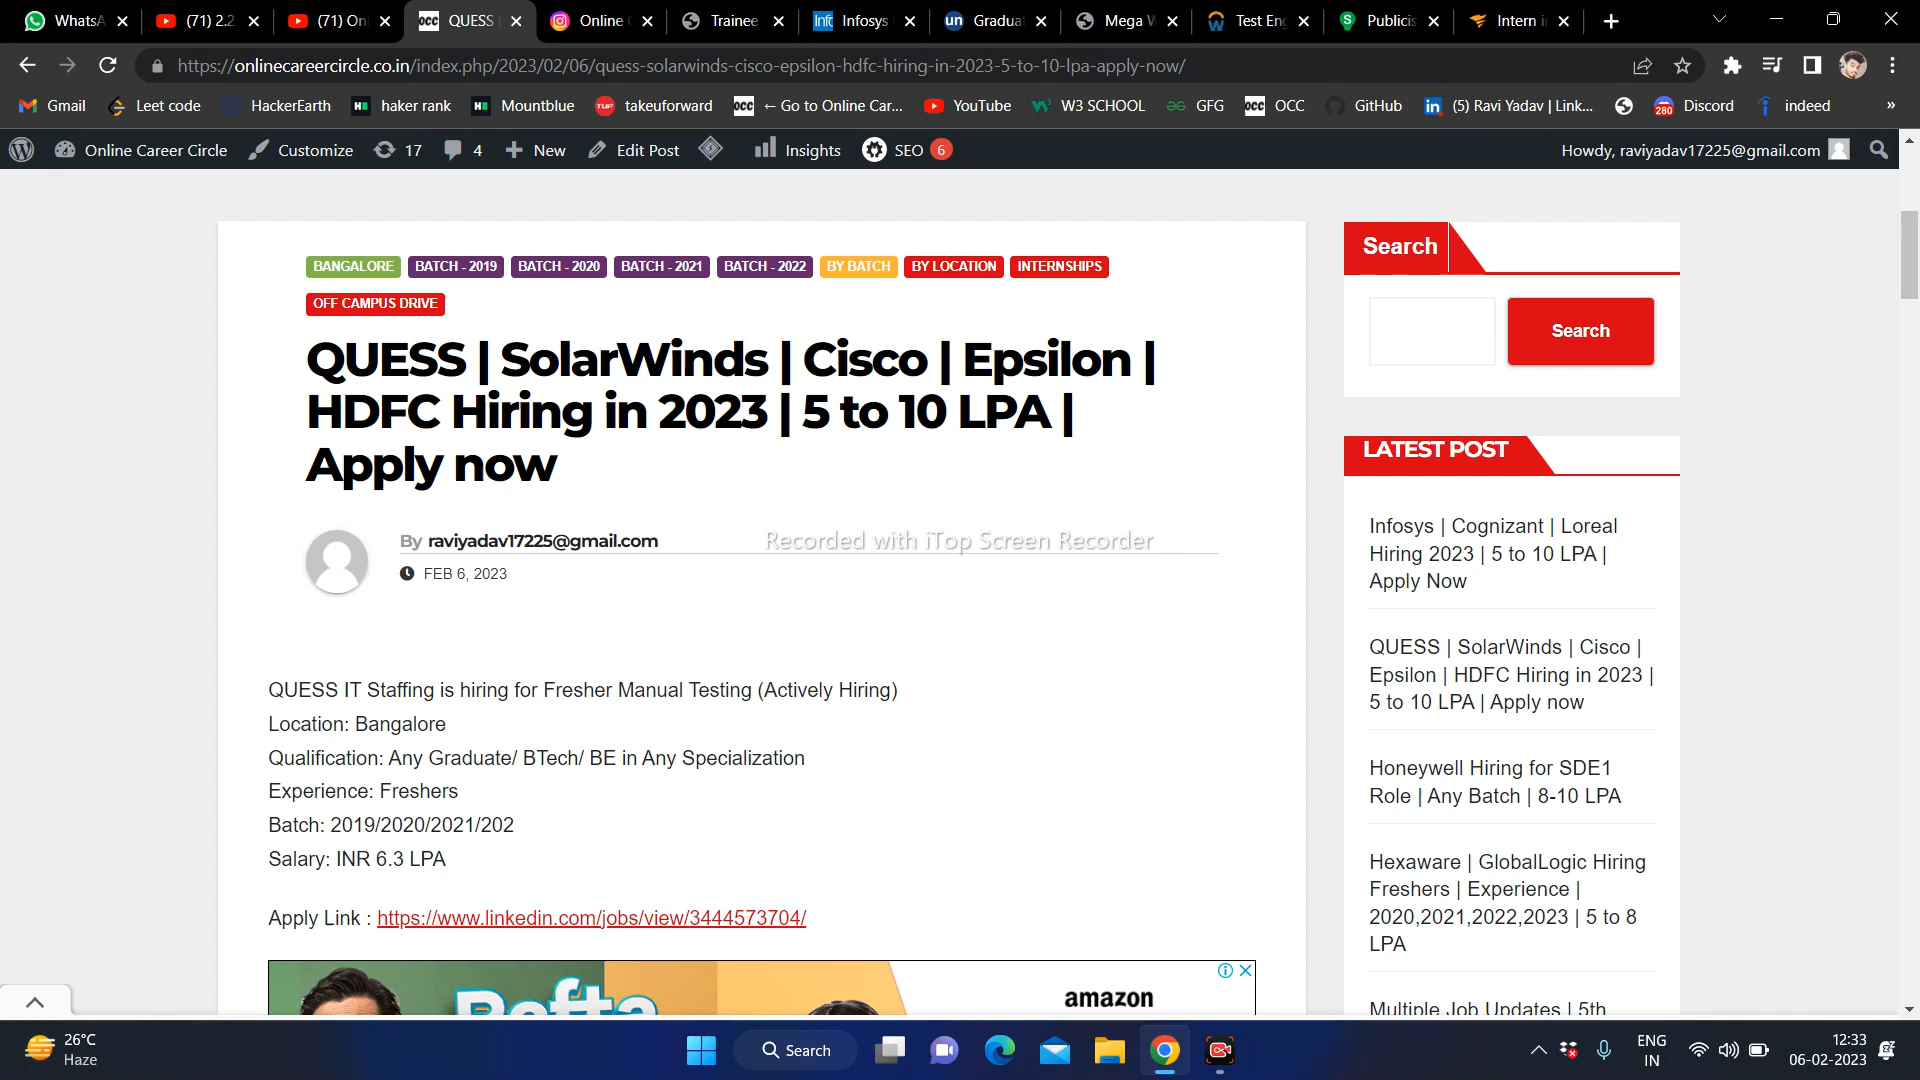 WhatsA
(71) 2.2
(71) Onl
QUESS
Online
Trainee
Infosys
Graduat
Mega W
Test En
Publicis
Intern i
https://onlinecareercircle.co.in/index.php/2023/02/06/quess-solarwinds-cisco-epsilon-hdfc-hiring-in-2023-5-to-10-lpa-apply-now/
Gmail
Leet code
HackerEarth
haker rank
Mountblue
takeuforward
← Go to Online Car...
YouTube
W3 SCHOOL
GFG
OCC
GitHub
(5) Ravi Yadav | Link...
280
Discord
indeed
»
Online Career Circle
Customize
17
4
New
Edit Post
Insights
SEO 6
Howdy, raviyadav17225@gmail.com
BANGALORE BATCH - 2019 BATCH - 2020 BATCH - 2021 BATCH - 2022 BY BATCH BY LOCATION INTERNSHIPS
OFF CAMPUS DRIVE
QUESS | SolarWinds | Cisco | Epsilon |
HDFC Hiring in 2023 | 5 to 10 LPA |
Apply now
By raviyadav17225@gmail.com
Recorded with iTop Screen Recorder
FEB 6, 2023
QUESS IT Staffing is hiring for Fresher Manual Testing (Actively Hiring)
Location: Bangalore
Qualification: Any Graduate/ BTech/ BE in Any Specialization
Experience: Freshers
Batch: 2019/2020/2021/202
Salary: INR 6.3 LPA
Apply Link : https://www.linkedin.com/jobs/view/3444573704/
amazon
Search
Search
LATEST POST
Infosys | Cognizant | Loreal
Hiring 2023 | 5 to 10 LPA |
Apply Now
QUESS | SolarWinds | Cisco |
Epsilon | HDFC Hiring in 2023 |
5 to 10 LPA | Apply now
Honeywell Hiring for SDE1
Role | Any Batch | 8-10 LPA
Hexaware | GlobalLogic Hiring
Freshers | Experience |
2020,2021,2022,2023 | 5 to 8
LPA
Multiple Job Updates | 5th
26°C
Haze
Search
ENG
IN
12:33
06-02-2023